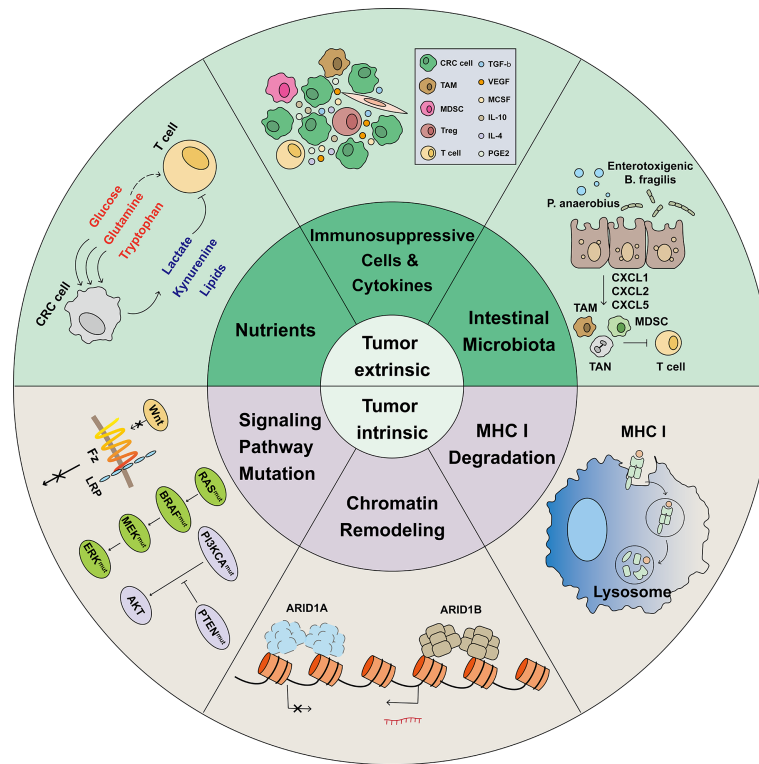 CRC cell
TAM
MDSC
Treg
T cell
TGF-b
VEGF
MCSF
IL-10
IL-4
PGE2
T cell
Glucose
Glutamine
Tryptophan
Lactate
Kynurenine
Lipids
CRC cell
Enterotoxigenic
B. fragilis
P. anaerobius
CXCL1
CXCL2
CXCL5
TAM
MDSC
TAN
T cell
Immunosuppressive
Cells &
Cytokines
Nutrients
Intestinal
Microbiota
Tumor
extrinsic
Tumor
intrinsic
Signaling
Pathway
Mutation
MHC I
Degradation
Chromatin
Remodeling
Wnt
Fz
LRP
RASmut
BRAFmut
MEKmut
ERKmut
PI3KCAmut
AKT
PTENmut
ARID1A
ARID1B
MHC I
Lysosome